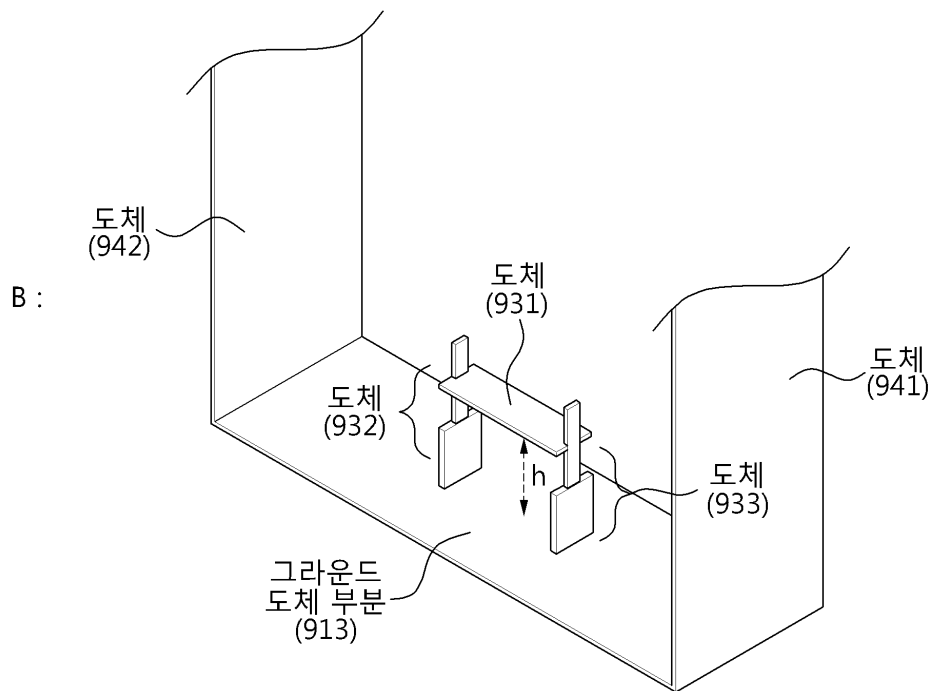 도체
(942)
B :
도체
(931)
도체
(941)
도체
(932)
h
도체
(933)
그라운드
도체 부분
(913)